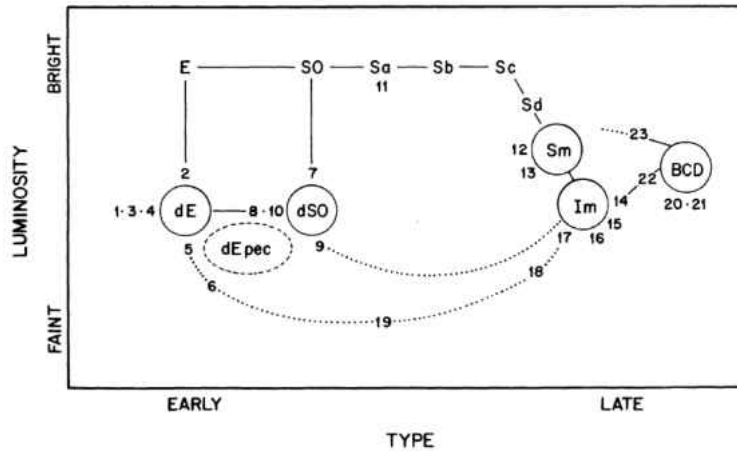 BRIGHT
LUMINOSITY
FAINT
E SO Sa Sb Sc
11
Sd
12 Sm 23
13
BCD
22
2 7
1·3·4 dE 8·10 dSO Im 14 20·21
15
16
17
5 dE pec 9
6 18
19
EARLY LATE
TYPE